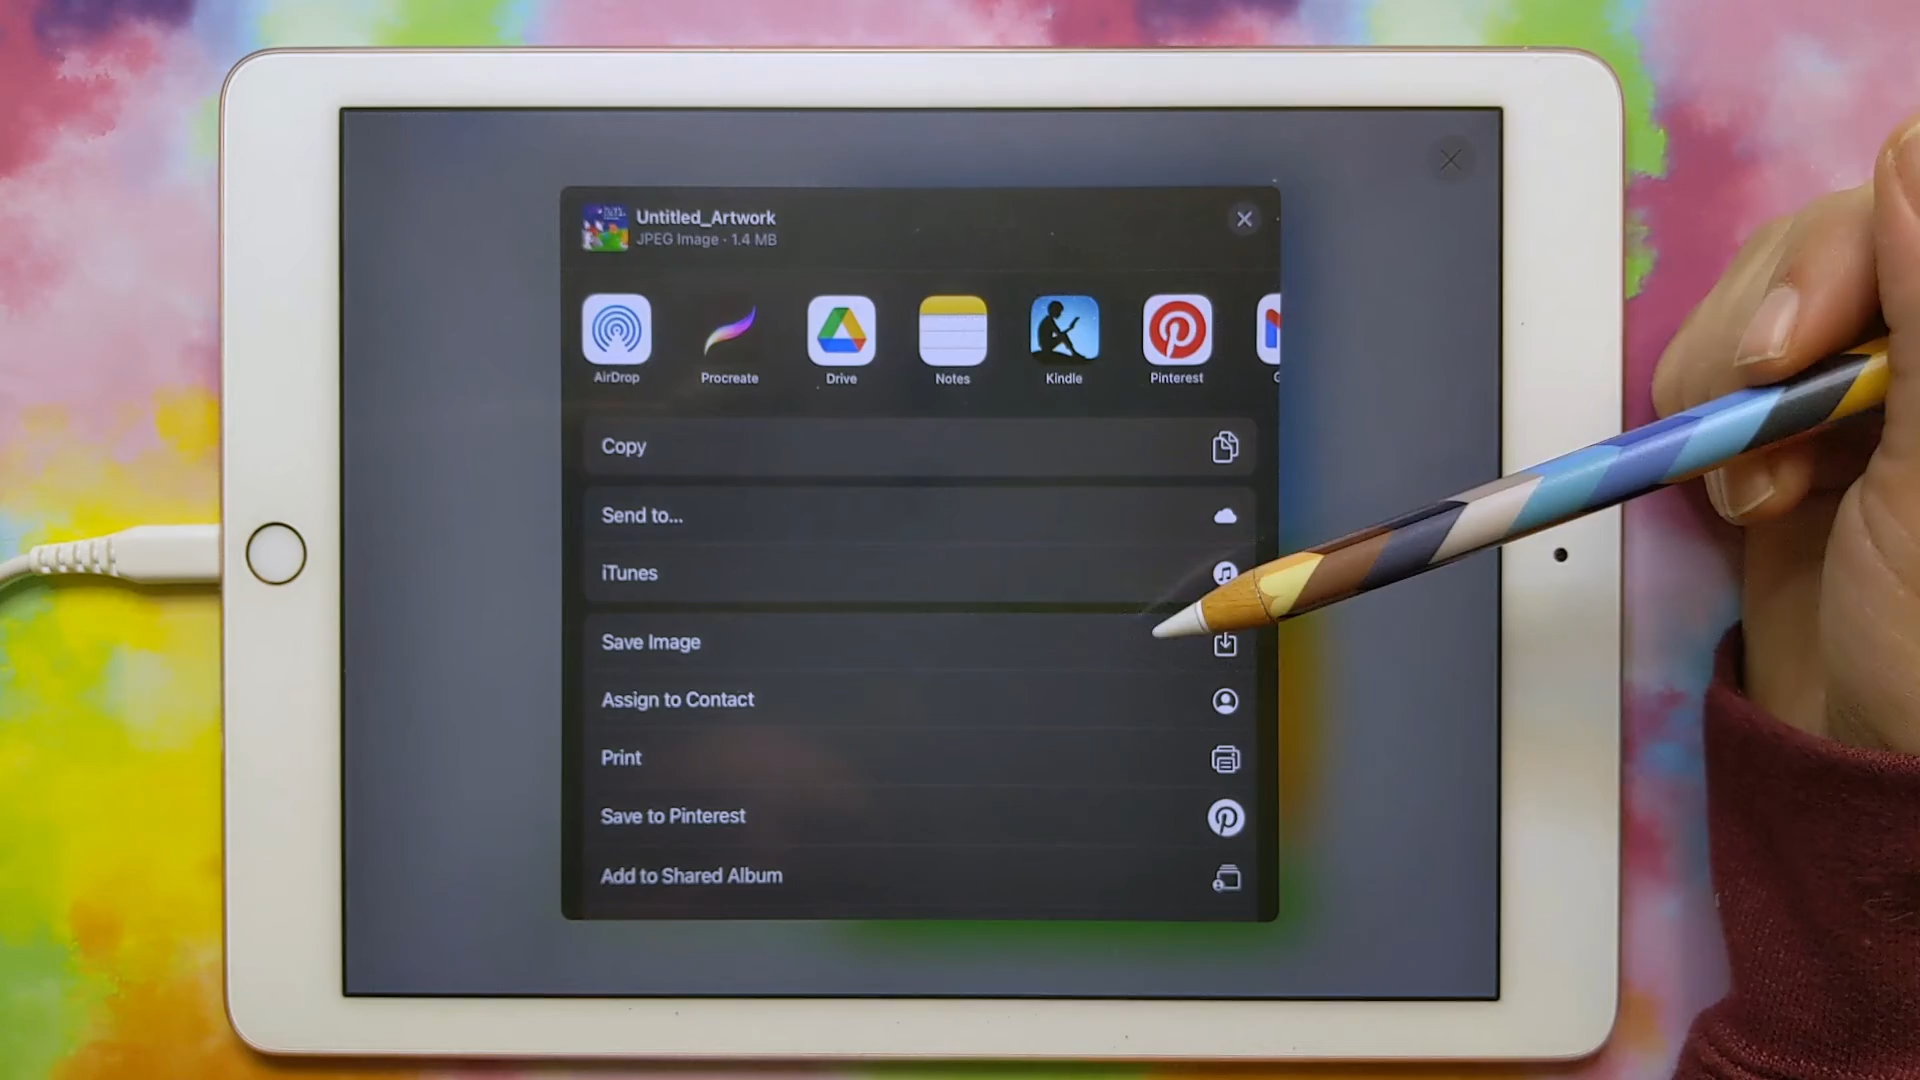 Untitled_Artwork
JPEG Image · 1.4 MB
AirDrop
Procreate
Drive
Notes
Kindle
Pinterest
Copy
Send to...
iTunes
Save Image
Assign to Contact
Print
Save to Pinterest
Add to Shared Album